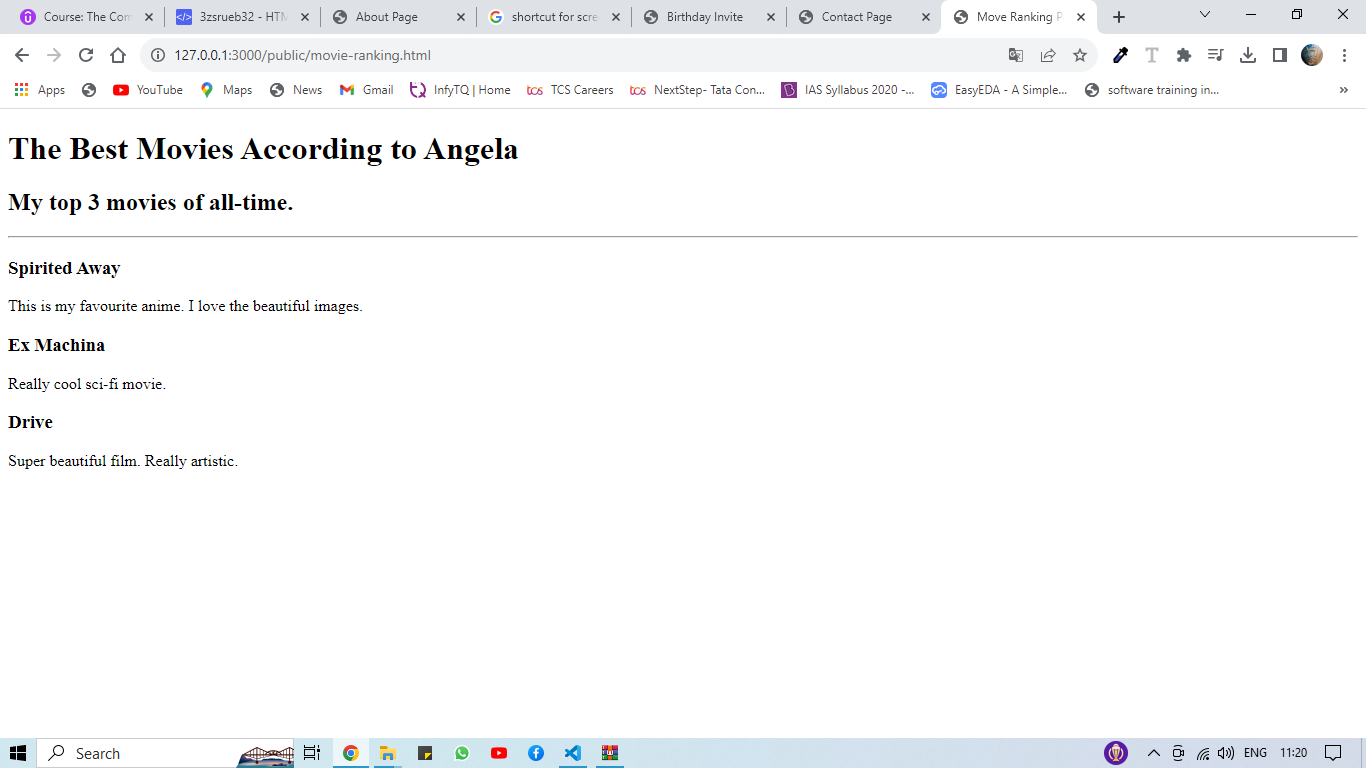 Course: The Com
3zsrueb32 - HTM
About Page
shortcut for scre
Birthday Invite
Contact Page
Move Ranking P
127.0.0.1:3000/public/movie-ranking.html
Apps
YouTube
Maps
News
Gmail
InfyTQ | Home
tcs TCS Careers
tcs NextStep- Tata Con...
IAS Syllabus 2020 -...
EasyEDA - A Simple...
software training in...
»
The Best Movies According to Angela
My top 3 movies of all-time.
Spirited Away
This is my favourite anime. I love the beautiful images.
Ex Machina
Really cool sci-fi movie.
Drive
Super beautiful film. Really artistic.
Search
ENG
11:20